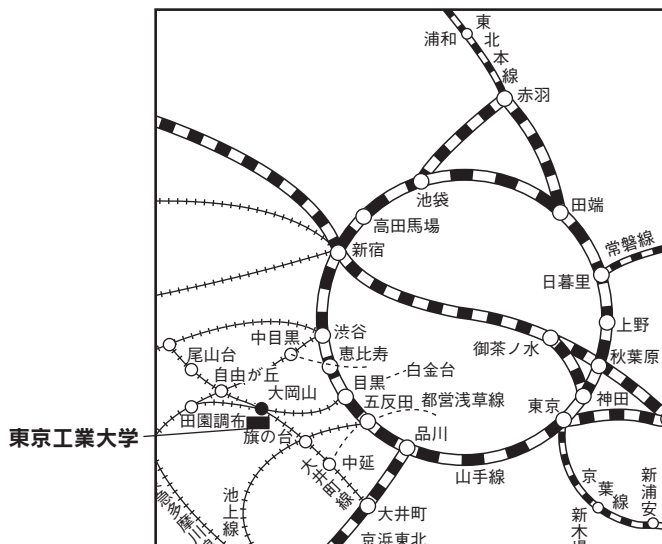 東北本線
浦和
赤羽
池袋
田端
高田馬場
常磐線
新宿
日暮里
上野
渋谷
中目黒
御茶ノ水
秋葉原
尾山台
恵比寿
白金台
自由が丘
目黒
大岡山
五反田
都営浅草線
神田
東京
田園調布
旗の台
東京工業大学
品川
中延
山手線
大井町線
池上線
京葉線
新浦安
大井町
京浜東北
急多摩川
新木場